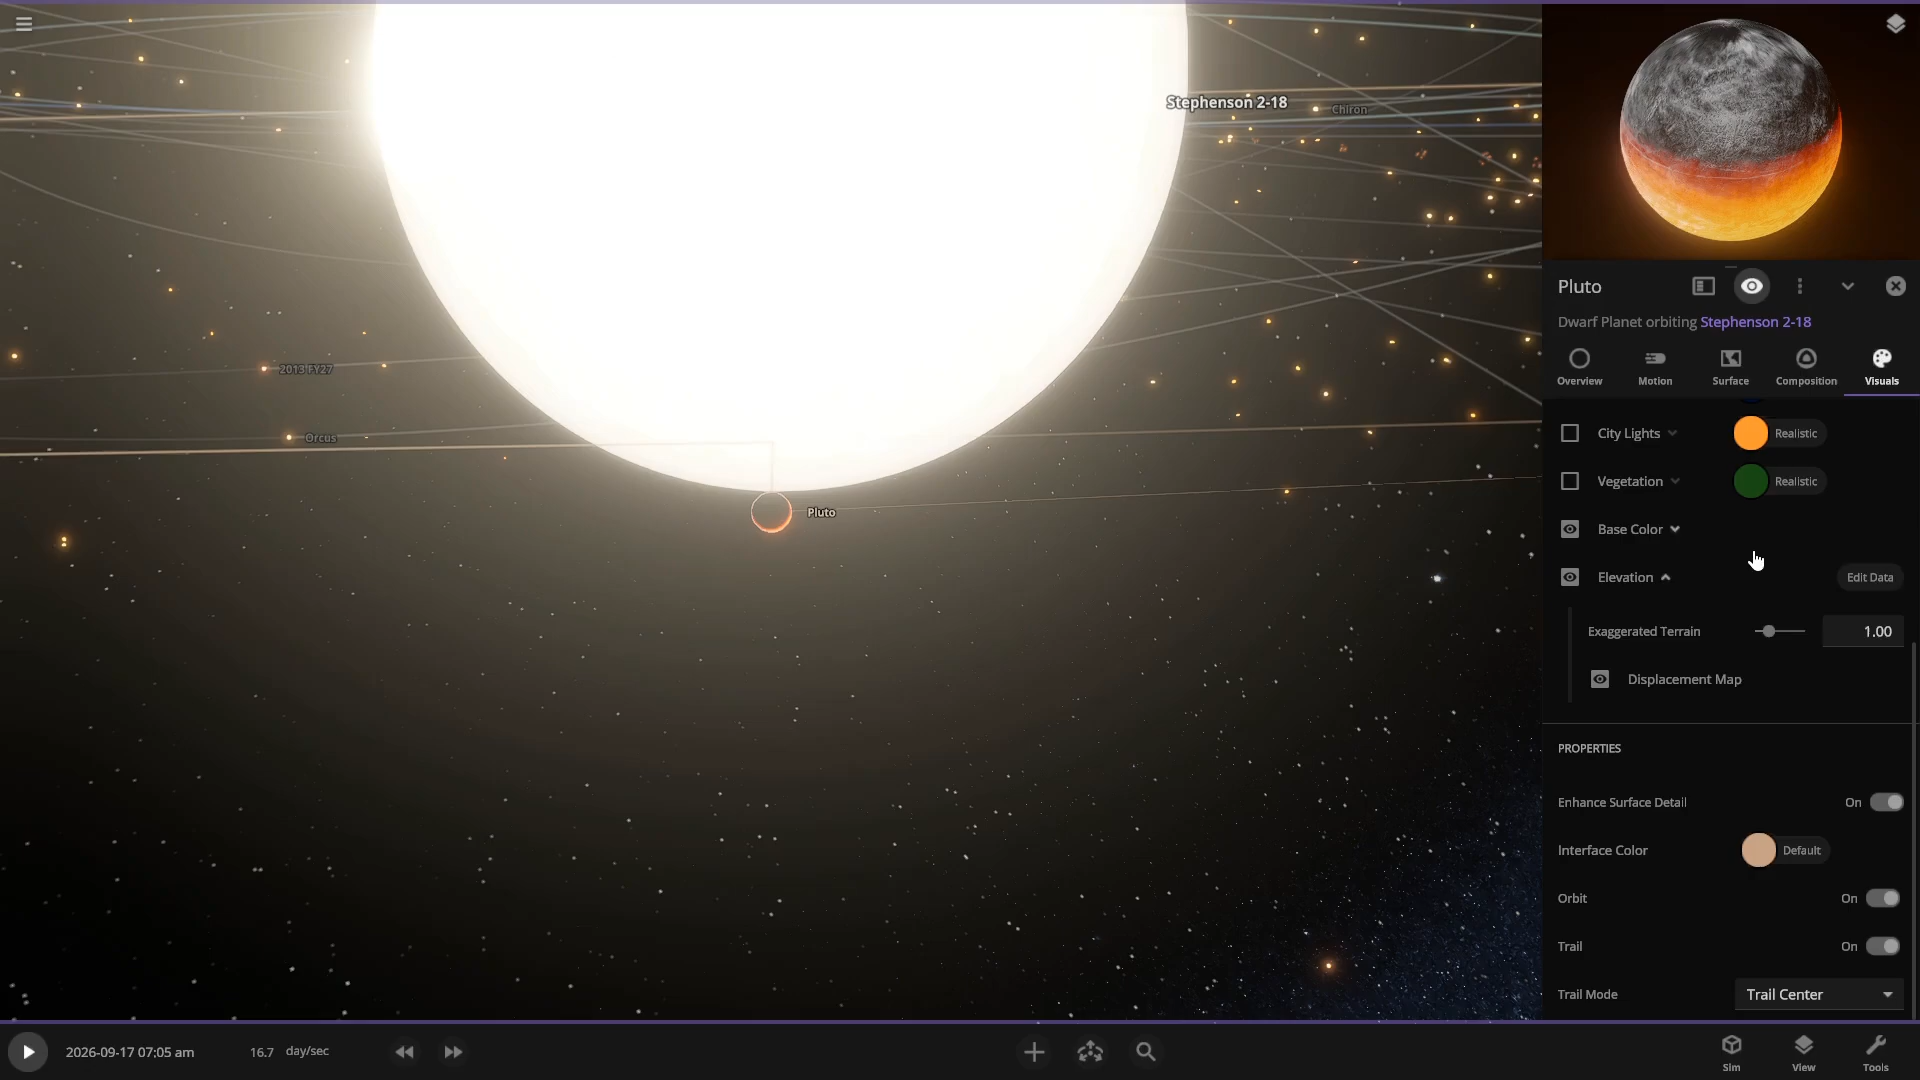 Stephenson 2-18
Chiron
2013 FY27
Orcus
Pluto
Pluto
Dwarf Planet orbiting Stephenson 2-18
Overview Motion Surface Composition Visuals
City Lights Realistic
Vegetation Realistic
Base Color
Elevation Edit Data
Exaggerated Terrain 1.00
Displacement Map
PROPERTIES
Enhance Surface Detail On
Interface Color Default
Orbit On
Trail On
Trail Mode Trail Center
2026-09-17 07:05 am 16.7 day/sec
Sim View Tools